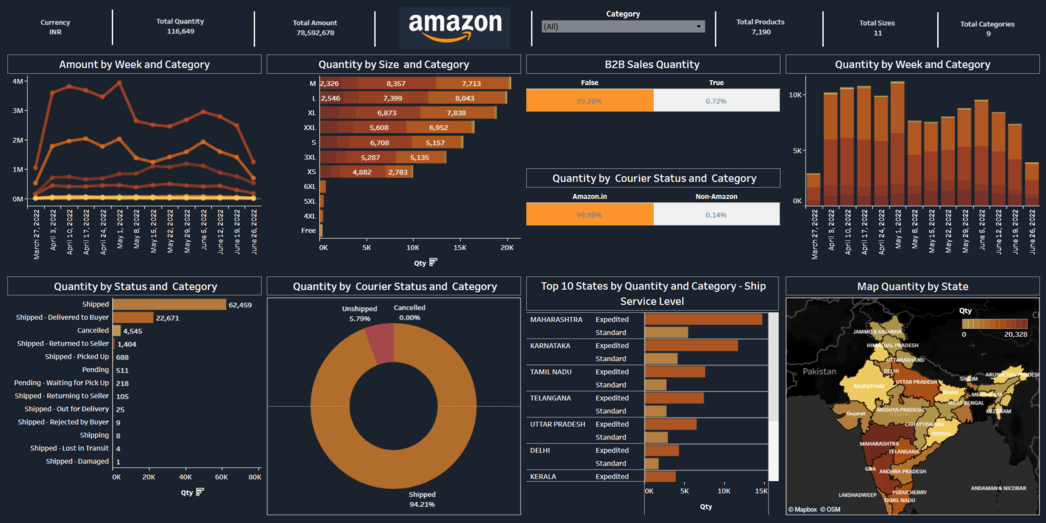 Currency
INR
Total Quantity
116,649
Total Amount
78,592,678
amazon
Category
(All)
Total Products
7,190
Total Sizes
11
Total Categories
9
Amount by Week and Category
4M
3M
2M
1M
0M
March 27, 2022
April 3, 2022
April 10, 2022
April 17, 2022
April 24, 2022
May 1, 2022
May 8, 2022
May 15, 2022
May 22, 2022
May 29, 2022
June 5, 2022
June 12, 2022
June 19, 2022
June 26, 2022
Quantity by Size and Category
M 2,326 8,357 7,713
L 2,546 7,399 8,043
XL 6,873 7,838
XXL 5,608 6,952
S 6,708 5,157
3XL 5,287 5,135
XS 4,882 2,783
6XL
5XL
4XL
Free
0K 5K 10K 15K 20K
Qty
B2B Sales Quantity
False True
99.28% 0.72%
Quantity by Courier Status and Category
Amazon.in Non-Amazon
99.86% 0.14%
Quantity by Week and Category
10K
5K
0K
March 27, 2022
April 3, 2022
April 10, 2022
April 17, 2022
April 24, 2022
May 1, 2022
May 8, 2022
May 15, 2022
May 22, 2022
May 29, 2022
June 5, 2022
June 12, 2022
June 19, 2022
June 26, 2022
Quantity by Status and Category
Shipped 62,459
Shipped - Delivered to Buyer 22,671
Cancelled 4,545
Shipped - Returned to Seller 1,404
Shipped - Picked Up 688
Pending 511
Pending - Waiting for Pick Up 218
Shipped - Returning to Seller 105
Shipped - Out for Delivery 25
Shipped - Rejected by Buyer 9
Shipping 8
Shipped - Lost in Transit 4
Shipped - Damaged 1
0K 20K 40K 60K 80K
Qty
Quantity by Courier Status and Category
Unshipped
5.79%
Cancelled
0.00%
Shipped
94.21%
Top 10 States by Quantity and Category - Ship
Service Level
MAHARASHTRA Expedited
Standard
KARNATAKA Expedited
Standard
TAMIL NADU Expedited
Standard
TELANGANA Expedited
Standard
UTTAR PRADESH Expedited
Standard
DELHI Expedited
Standard
KERALA Expedited
0K 5K 10K 15K
Qty
Map Quantity by State
0 20,328
JAMMU & KASHMIR
HIMACHAL PRADESH
UTTARAKHAND
Pakistan
DELHI
ARUNACHAL PRADESH
SIKKIM
RAJASTHAN
UTTAR PRADESH
MEGHALAYA
WEST BENGAL
MIZORAM
Gujarat
MADHYA PRADESH
CHHATTISGARH
MAHARASHTRA
TELANGANA
GOA
ANDHRA PRADESH
LAKSHADWEEP
PUDUCHERRY
TAMIL NADU
ANDAMAN & NICOBAR
© Mapbox © OSM